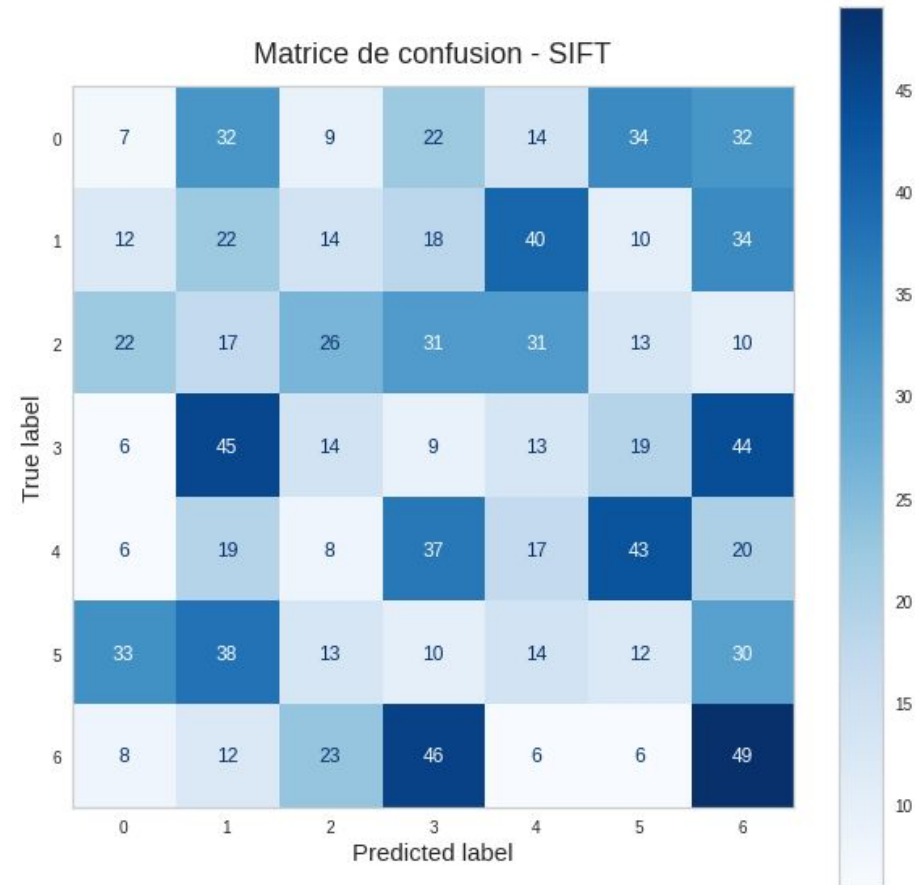 Matrice de confusion - SIFT
0 7 32 9 22 14 34 32
1 12 22 14 18 40 10 34
2 22 17 26 31 31 13 10
3 6 45 14 9 13 19 44
4 6 19 8 37 17 43 20
5 33 38 13 10 14 12 30
6 8 12 23 46 6 6 49
0 1 2 3 4 5 6
Predicted label
True label
45
40
35
30
25
20
15
10